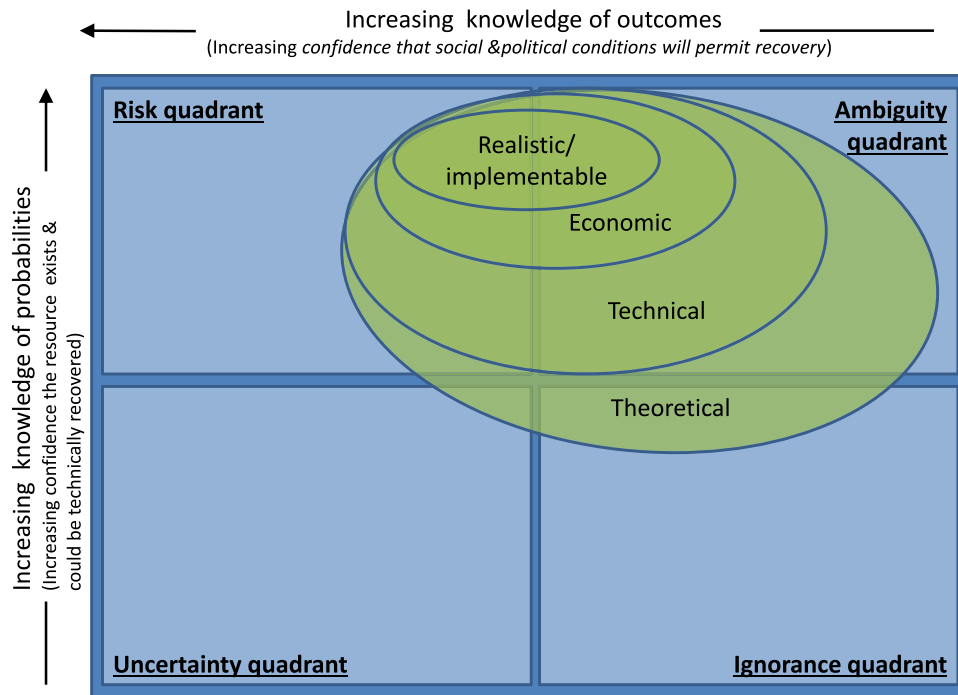 Increasing knowledge of outcomes
(Increasing confidence that social &political conditions will permit recovery)
Risk quadrant
Ambiguity
quadrant
Realistic/
implementable
Economic
Technical
Theoretical
Increasing knowledge of probabilities
(Increasing confidence the resource exists &
could be technically recovered)
Uncertainty quadrant
Ignorance quadrant